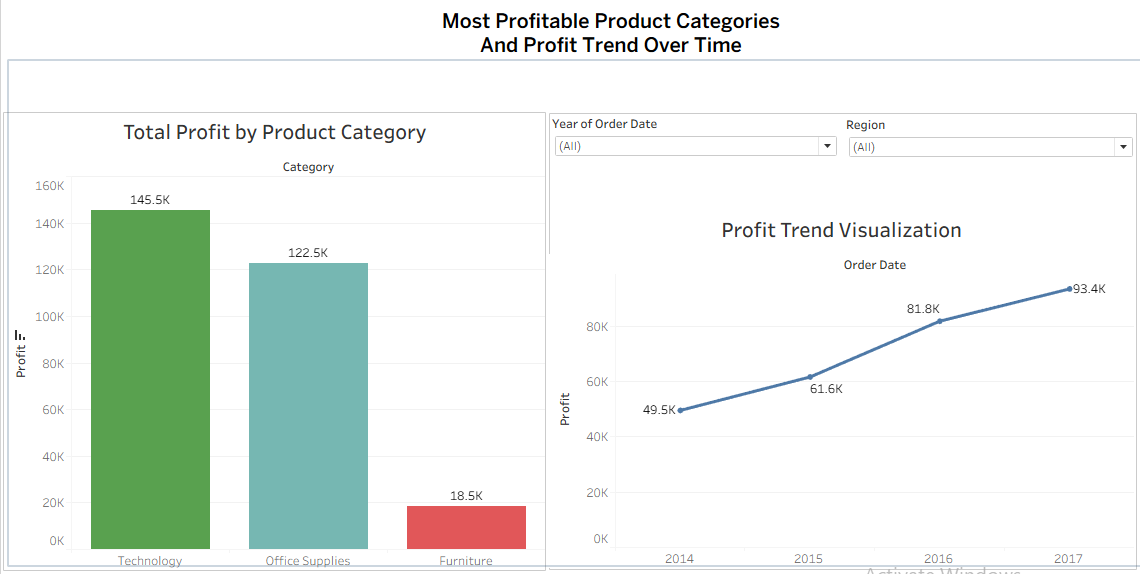 Most Profitable Product Categories
And Profit Trend Over Time
Total Profit by Product Category
Category
Profit
160K
140K
120K
100K
80K
60K
40K
20K
0K
145.5K
122.5K
18.5K
Technology Office Supplies Furniture
Year of Order Date Region
(All) (All)
Profit Trend Visualization
Order Date
Profit
80K
60K
40K
20K
0K
49.5K
61.6K
81.8K
93.4K
2014 2015 2016 2017
Activate Windows